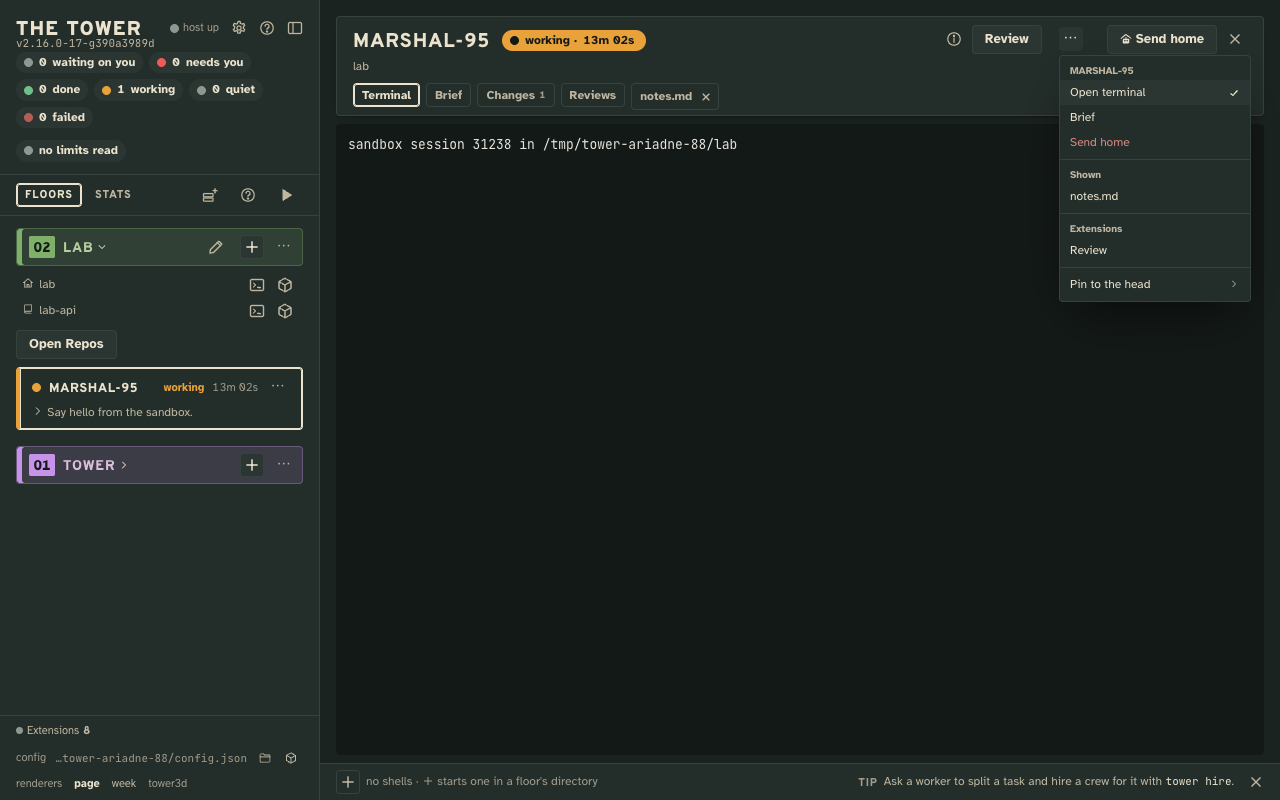 THE TOWER
host up
v2.16.0-17-g390a3989d
0 waiting on you
0 needs you
0 done
1 working
0 quiet
0 failed
no limits read
FLOORS
STATS
02 LAB
lab
lab-api
Open Repos
MARSHAL-95
working 13m 02s
Say hello from the sandbox.
01 TOWER
Extensions 8
config …tower-ariadne-88/config.json
renderers page week tower3d
MARSHAL-95
working · 13m 02s
Review
Send home
lab
Terminal
Brief
Changes 1
Reviews
notes.md
sandbox session 31238 in /tmp/tower-ariadne-88/lab
MARSHAL-95
Open terminal
Brief
Send home
Shown
notes.md
Extensions
Review
Pin to the head
no shells · + starts one in a floor's directory
TIP Ask a worker to split a task and hire a crew for it with tower hire.